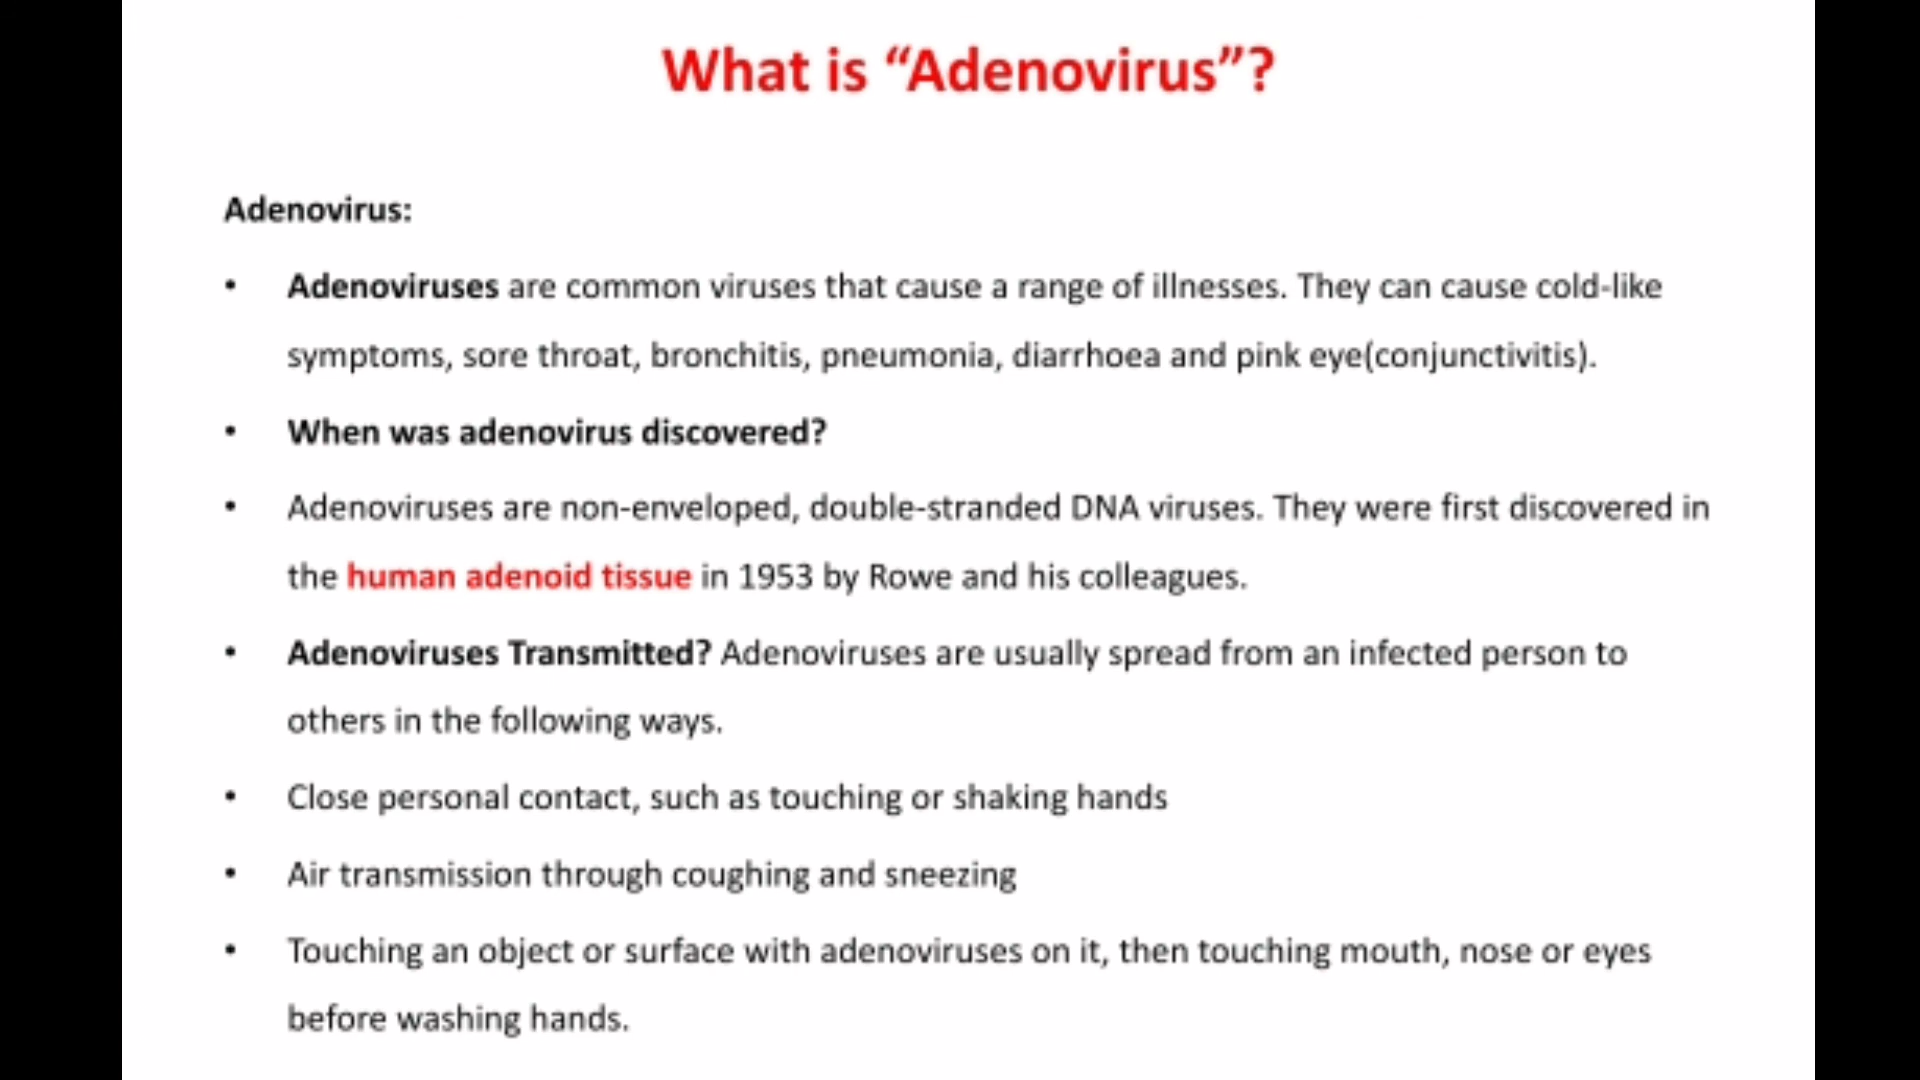 What is “Adenovirus”?
Adenovirus:
• Adenoviruses are common viruses that cause a range of illnesses. They can cause cold-like
symptoms, sore throat, bronchitis, pneumonia, diarrhoea and pink eye(conjunctivitis).
• When was adenovirus discovered?
• Adenoviruses are non-enveloped, double-stranded DNA viruses. They were first discovered in
the human adenoid tissue in 1953 by Rowe and his colleagues.
• Adenoviruses Transmitted? Adenoviruses are usually spread from an infected person to
others in the following ways.
• Close personal contact, such as touching or shaking hands
• Air transmission through coughing and sneezing
• Touching an object or surface with adenoviruses on it, then touching mouth, nose or eyes
before washing hands.